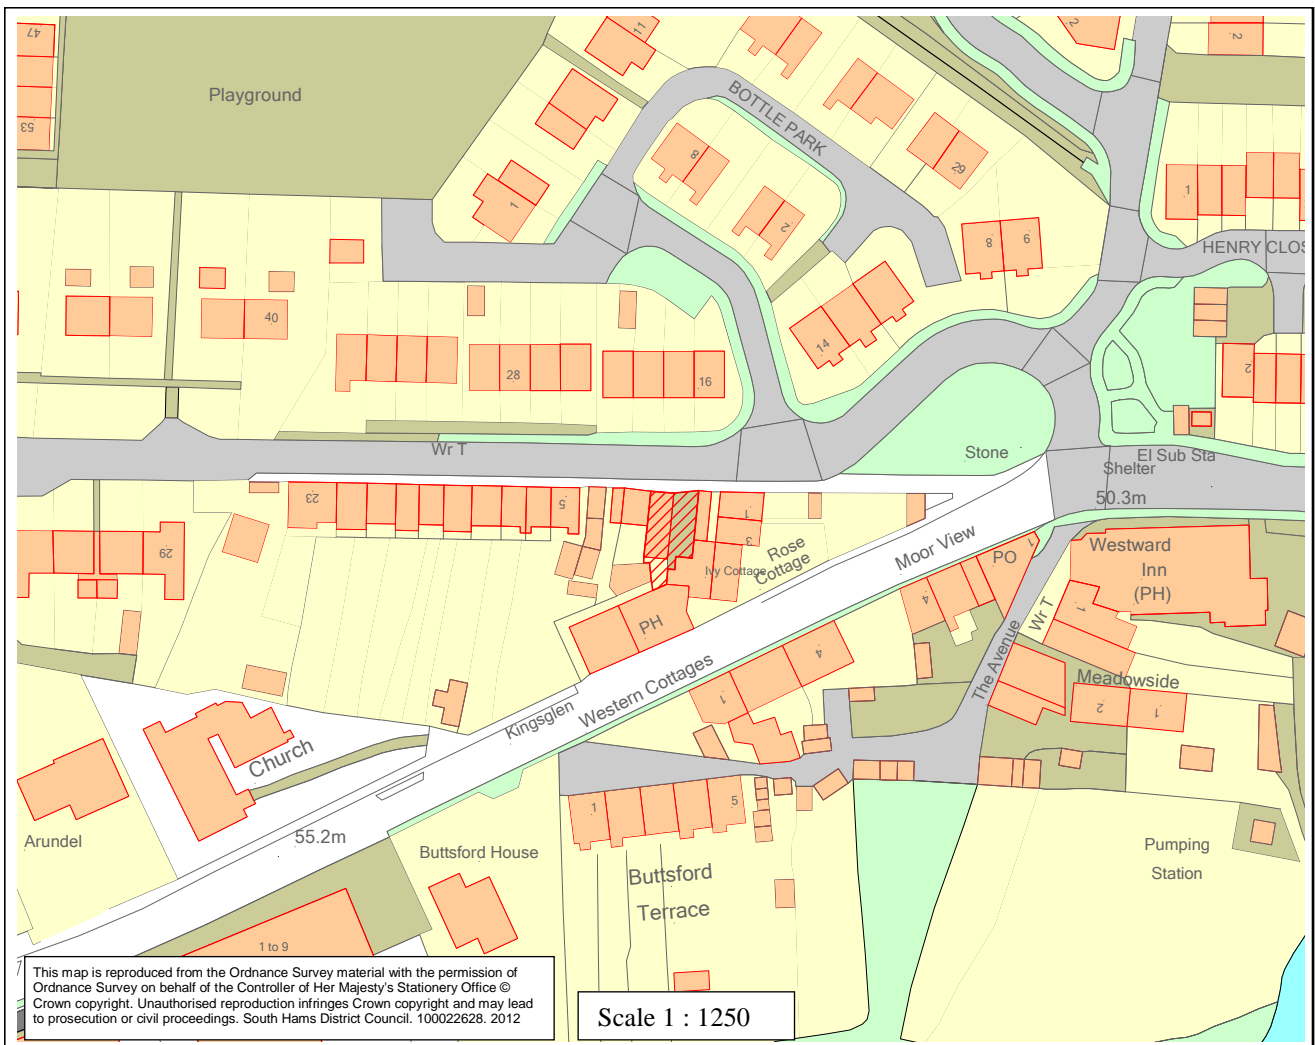 47
53
Playground
11
BOTTLE PARK
8
2
29
1
2
2
1
8
9
HENRY CLOS
40
28
16
14
2
Wr T
Stone
El Sub Sta
Shelter
50.3m
23
5
1
3
29
Rose
Cottage
Ivy Cottage
Moor View
PO
1
4
Westward
Inn
(PH)
1
Wr T
The Avenue
Meadowside
2
1
PH
4
1
Western Cottages
Kingsglen
Church
55.2m
Arundel
Buttsford House
1
5
Buttsford
Terrace
Pumping
Station
1 to 9
This map is reproduced from the Ordnance Survey material with the permission of
Ordnance Survey on behalf of the Controller of Her Majesty's Stationery Office ©
Crown copyright. Unauthorised reproduction infringes Crown copyright and may lead
to prosecution or civil proceedings. South Hams District Council. 100022628. 2012
Scale 1 : 1250